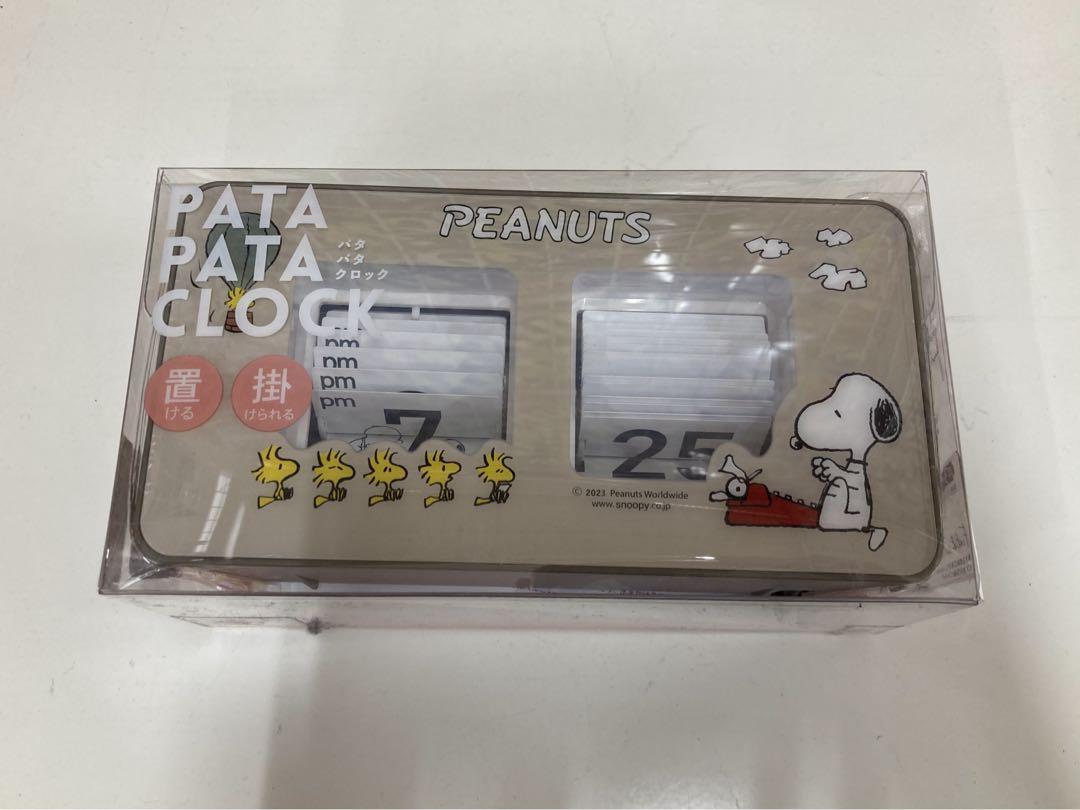 PATA
PATA
CLOCK
パタ
パタ
クロック
置
ける
掛
けられる
PEANUTS
pm
pm
pm
pm
7
25
© 2023 Peanuts Worldwide
www.snoopy.co.jp